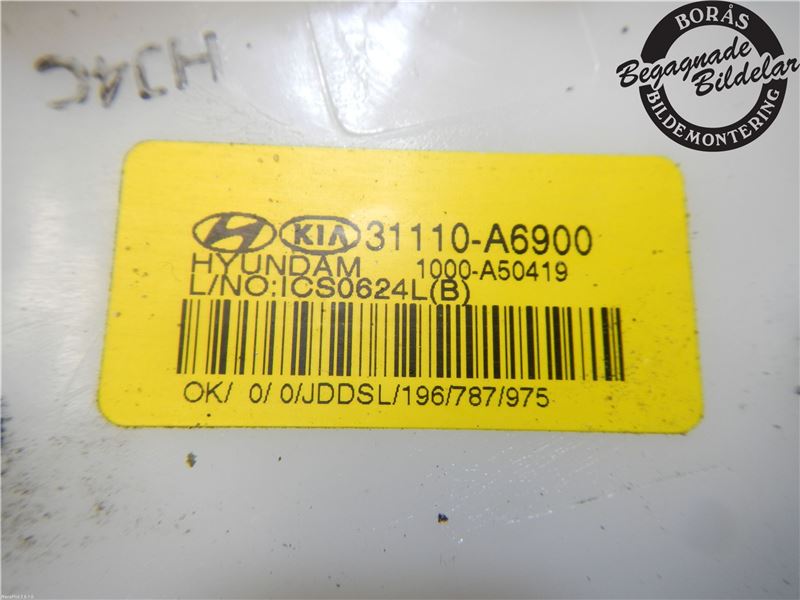 HJ4C
BORÅS
Begagnade
Bildelar
BILDEMONTERING
KIA 31110-A6900
HYUNDAM 1000-A50419
L/NO:ICS0624L(B)
OK/ 0/ 0/JDDSL/196/787/975